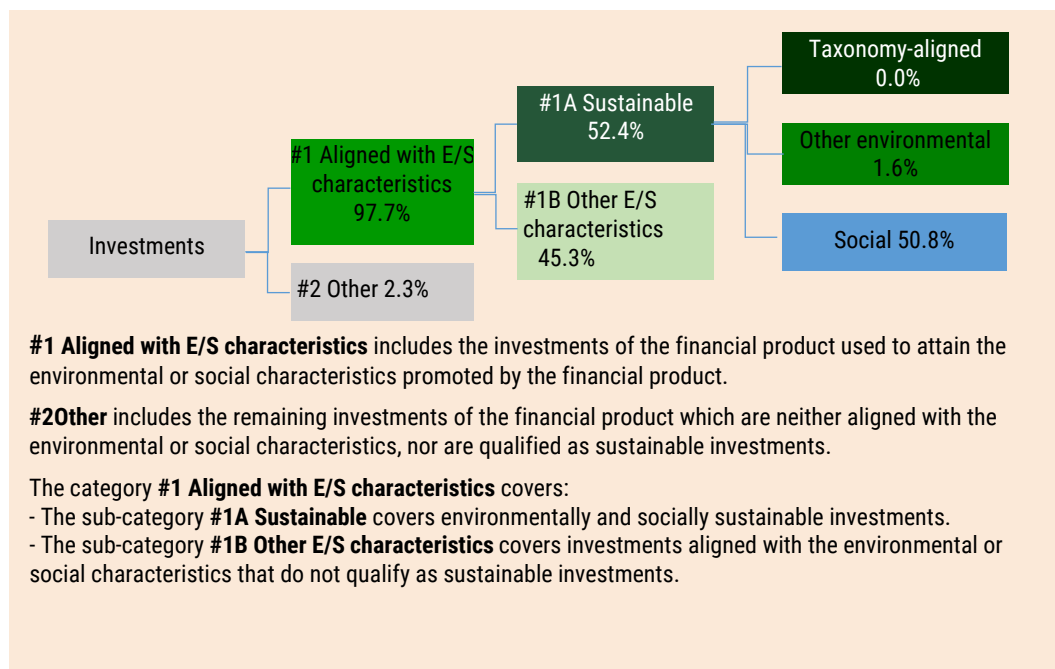 Taxonomy-aligned
0.0%
#1A Sustainable
52.4%
Other environmental
1.6%
#1 Aligned with E/S
characteristics
97.7%
#1B Other E/S
characteristics
45.3%
Social 50.8%
Investments
#2 Other 2.3%
#1 Aligned with E/S characteristics includes the investments of the financial product used to attain the
environmental or social characteristics promoted by the financial product.
#2Other includes the remaining investments of the financial product which are neither aligned with the
environmental or social characteristics, nor are qualified as sustainable investments.
The category #1 Aligned with E/S characteristics covers:
- The sub-category #1A Sustainable covers environmentally and socially sustainable investments.
- The sub-category #1B Other E/S characteristics covers investments aligned with the environmental or
social characteristics that do not qualify as sustainable investments.